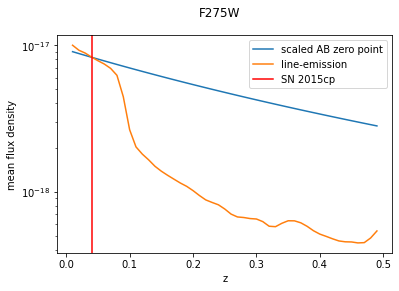 F275W
scaled AB zero point
line-emission
SN 2015cp
mean flux density
10⁻¹⁷
10⁻¹⁸
0.0 0.1 0.2 0.3 0.4 0.5
z